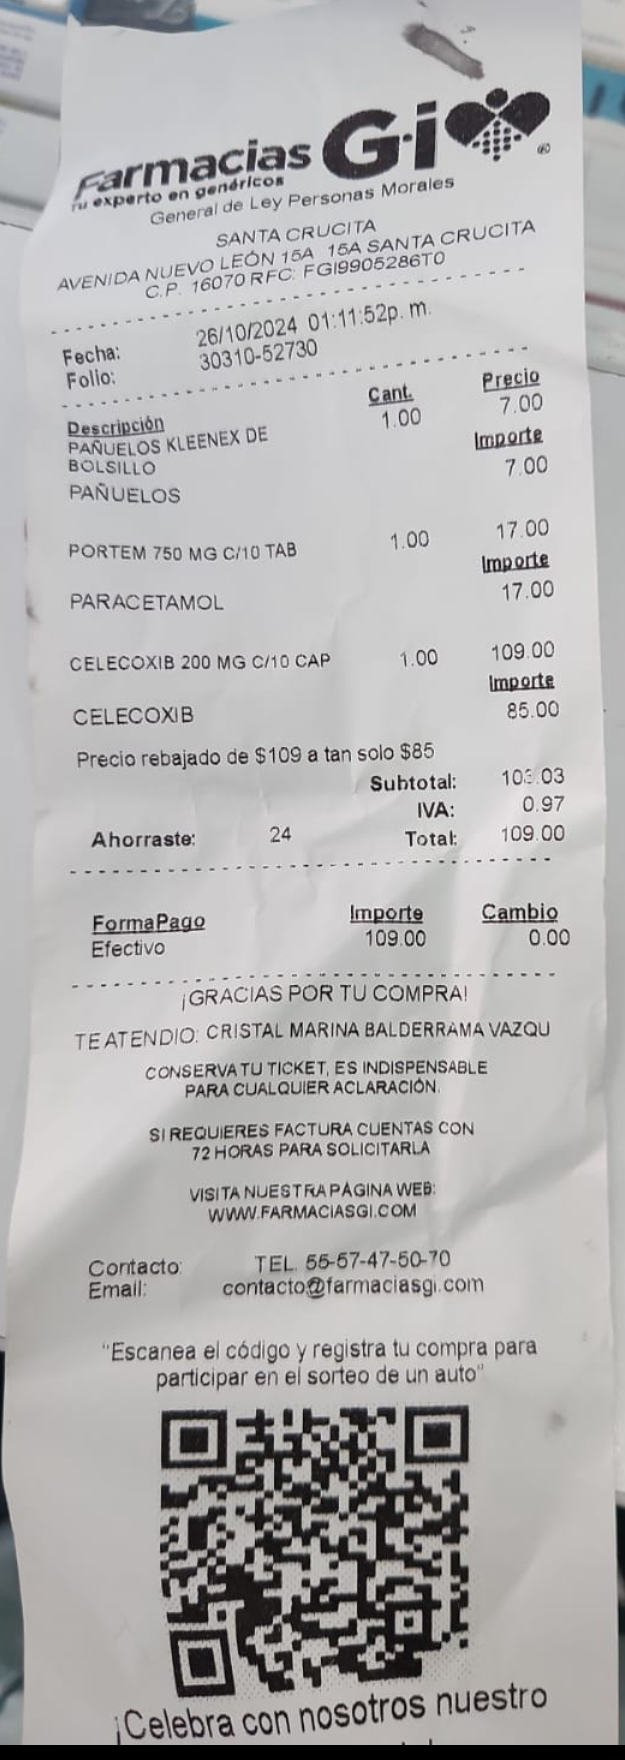 Farmacias G·i
Tu experto en genéricos
General de Ley Personas Morales
SANTA CRUCITA
AVENIDA NUEVO LEÓN 15A 15A SANTA CRUCITA
C.P. 16070 RFC: FGI9905286T0
Fecha: 26/10/2024 01:11:52p. m.
Folio: 30310-52730
Descripción Cant. Precio
PAÑUELOS KLEENEX DE 1.00 7.00
BOLSILLO Importe
PAÑUELOS 7.00
PORTEM 750 MG C/10 TAB 1.00 17.00
Importe
PARACETAMOL 17.00
CELECOXIB 200 MG C/10 CAP 1.00 109.00
Importe
CELECOXIB 85.00
Precio rebajado de $109 a tan solo $85
Subtotal: 103.03
IVA: 0.97
Ahorraste: 24 Total: 109.00
FormaPago Importe Cambio
Efectivo 109.00 0.00
¡GRACIAS POR TU COMPRA!
TE ATENDIO: CRISTAL MARINA BALDERRAMA VAZQU
CONSERVA TU TICKET, ES INDISPENSABLE
PARA CUALQUIER ACLARACIÓN.
SI REQUIERES FACTURA CUENTAS CON
72 HORAS PARA SOLICITARLA
VISITA NUESTRA PÁGINA WEB:
WWW.FARMACIASGI.COM
Contacto: TEL. 55-57-47-50-70
Email: contacto@farmaciasgi.com
"Escanea el código y registra tu compra para
participar en el sorteo de un auto"
¡Celebra con nosotros nuestro